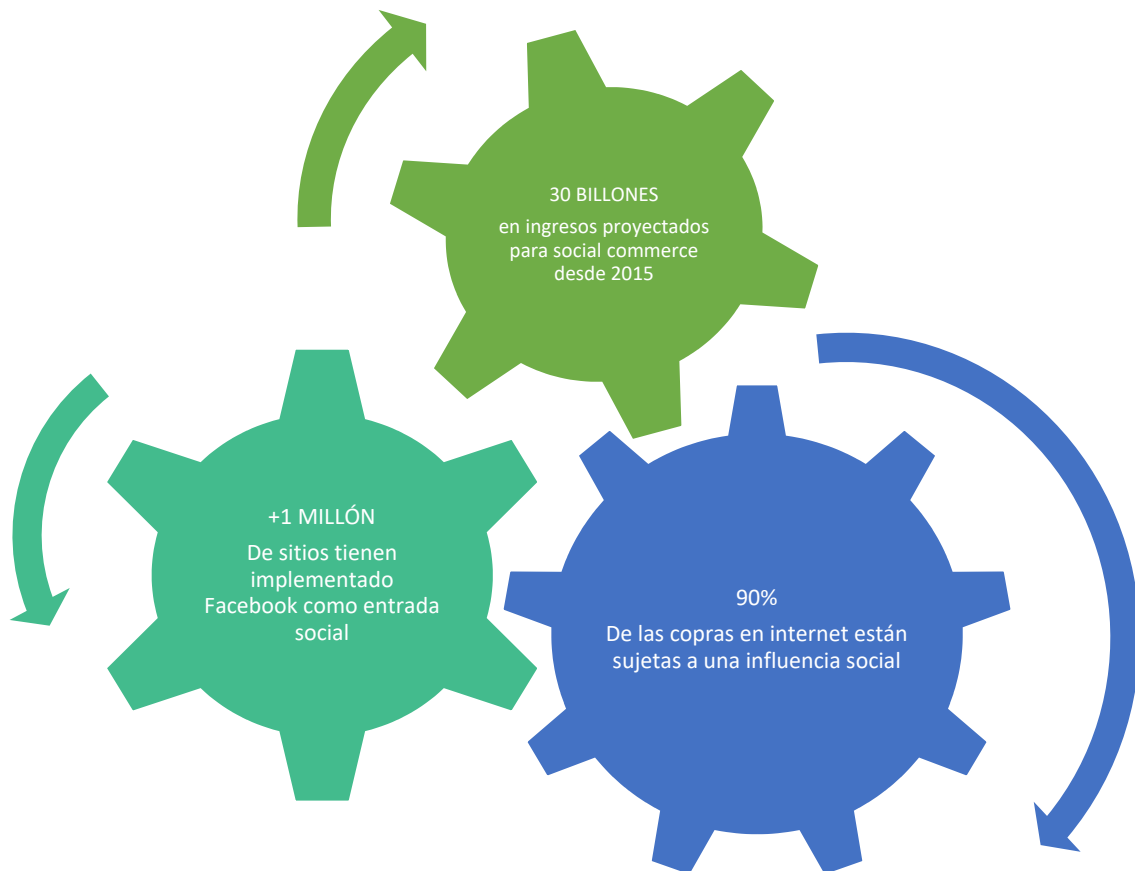 30 BILLONES
en ingresos proyectados
para social commerce
desde 2015
+1 MILLÓN
De sitios tienen
implementado
Facebook como entrada
social
90%
De las copras en internet están
sujetas a una influencia social